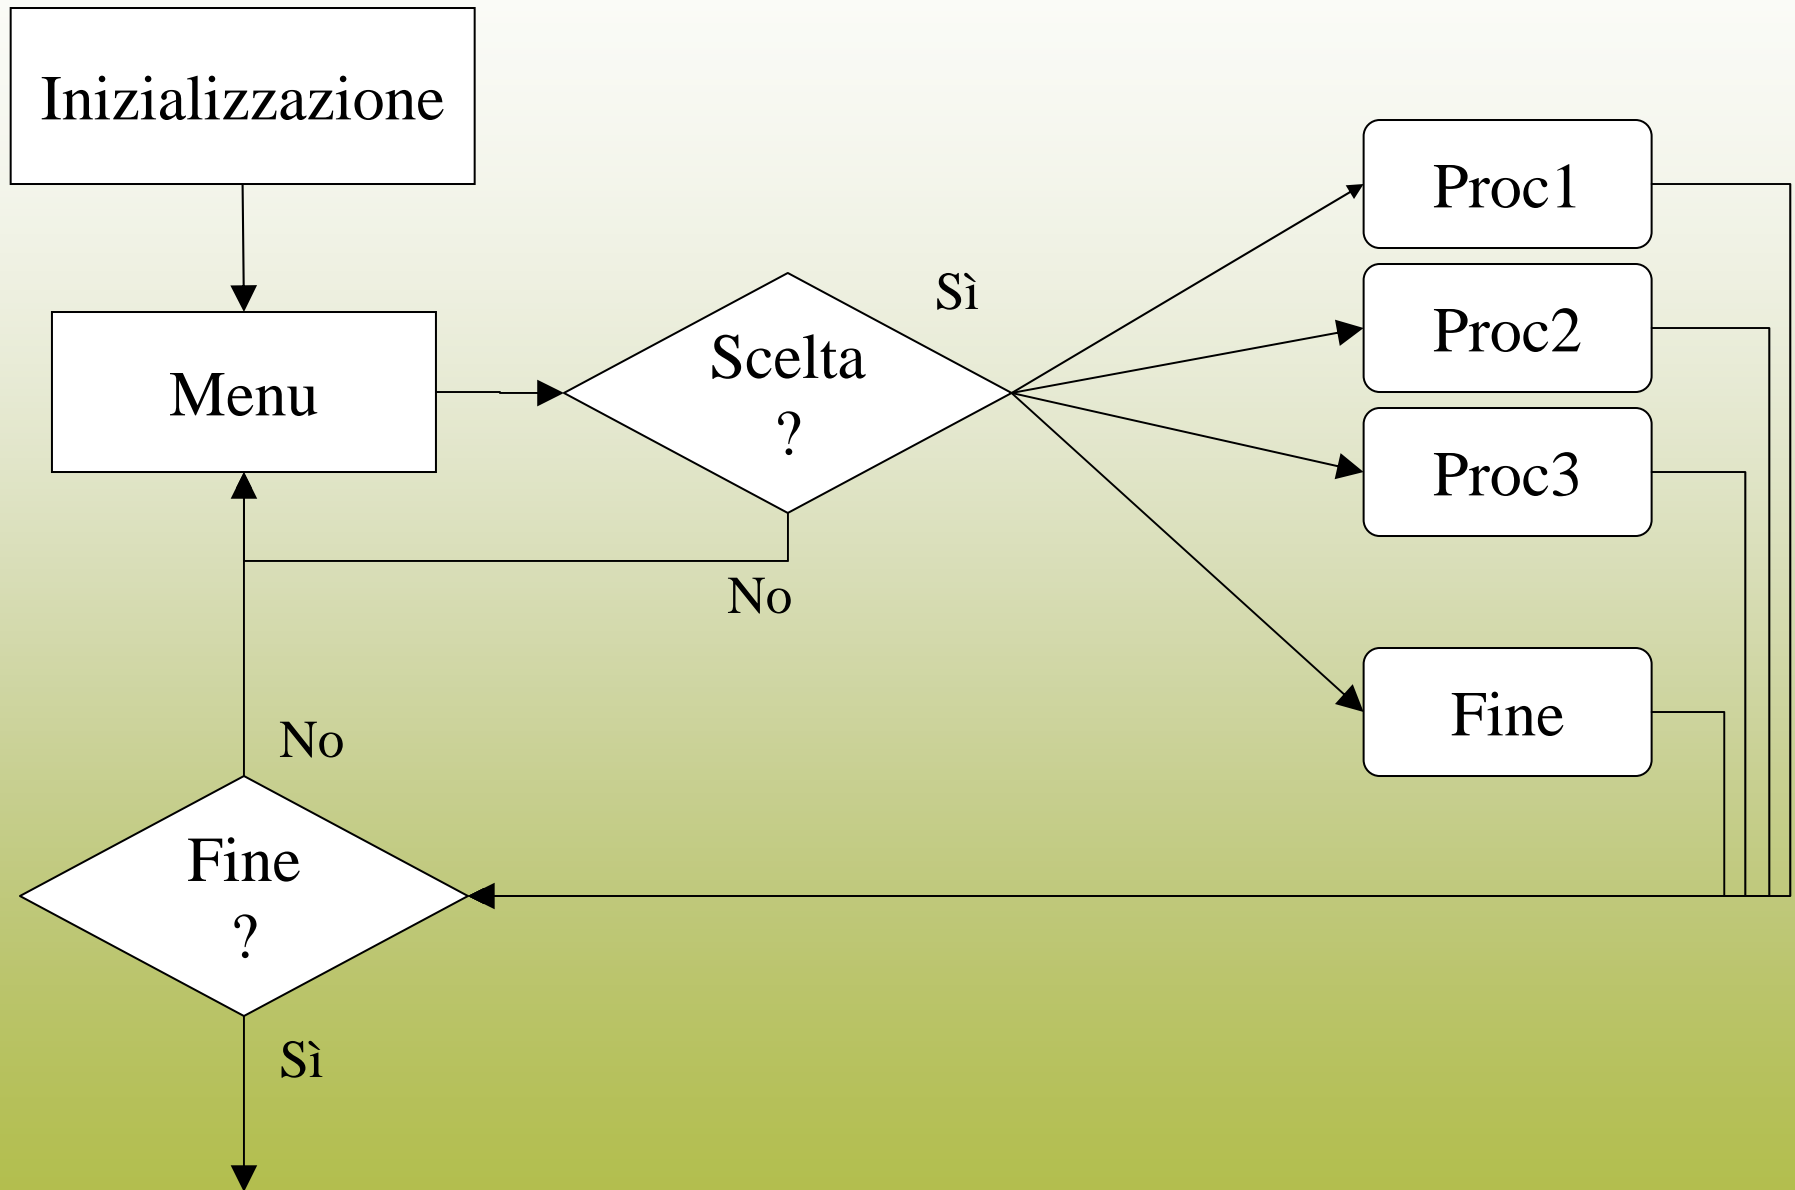 Inizializzazione
Proc1
Sì
Proc2
Scelta
?
Menu
Proc3
No
Fine
No
Fine
?
Sì